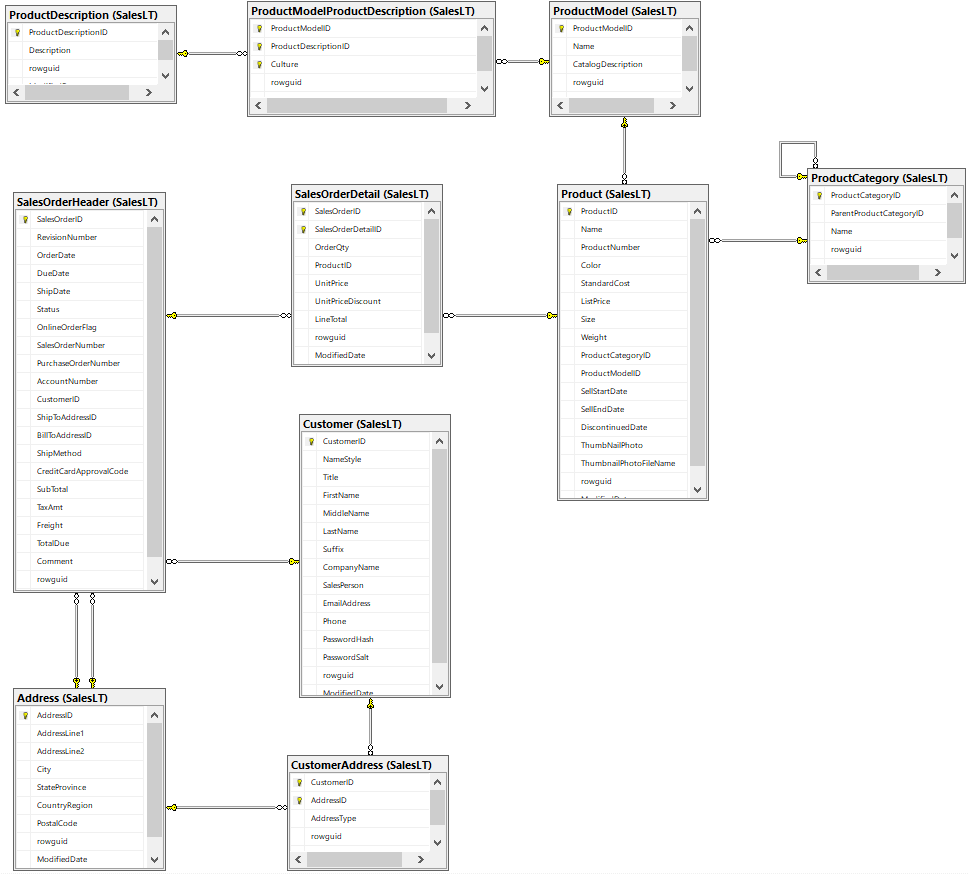 ProductDescription (SalesLT)
ProductDescriptionID
Description
rowguid
ProductModelProductDescription (SalesLT)
ProductModelID
ProductDescriptionID
Culture
rowguid
ProductModel (SalesLT)
ProductModelID
Name
CatalogDescription
rowguid
ProductCategory (SalesLT)
ProductCategoryID
ParentProductCategoryID
Name
rowguid
SalesOrderHeader (SalesLT)
SalesOrderID
RevisionNumber
OrderDate
DueDate
ShipDate
Status
OnlineOrderFlag
SalesOrderNumber
PurchaseOrderNumber
AccountNumber
CustomerID
ShipToAddressID
BillToAddressID
ShipMethod
CreditCardApprovalCode
SubTotal
TaxAmt
Freight
TotalDue
Comment
rowguid
SalesOrderDetail (SalesLT)
SalesOrderID
SalesOrderDetailID
OrderQty
ProductID
UnitPrice
UnitPriceDiscount
LineTotal
rowguid
ModifiedDate
Product (SalesLT)
ProductID
Name
ProductNumber
Color
StandardCost
ListPrice
Size
Weight
ProductCategoryID
ProductModelID
SellStartDate
SellEndDate
DiscontinuedDate
ThumbNailPhoto
ThumbnailPhotoFileName
rowguid
Customer (SalesLT)
CustomerID
NameStyle
Title
FirstName
MiddleName
LastName
Suffix
CompanyName
SalesPerson
EmailAddress
Phone
PasswordHash
PasswordSalt
rowguid
ModifiedDate
Address (SalesLT)
AddressID
AddressLine1
AddressLine2
City
StateProvince
CountryRegion
PostalCode
rowguid
ModifiedDate
CustomerAddress (SalesLT)
CustomerID
AddressID
AddressType
rowguid